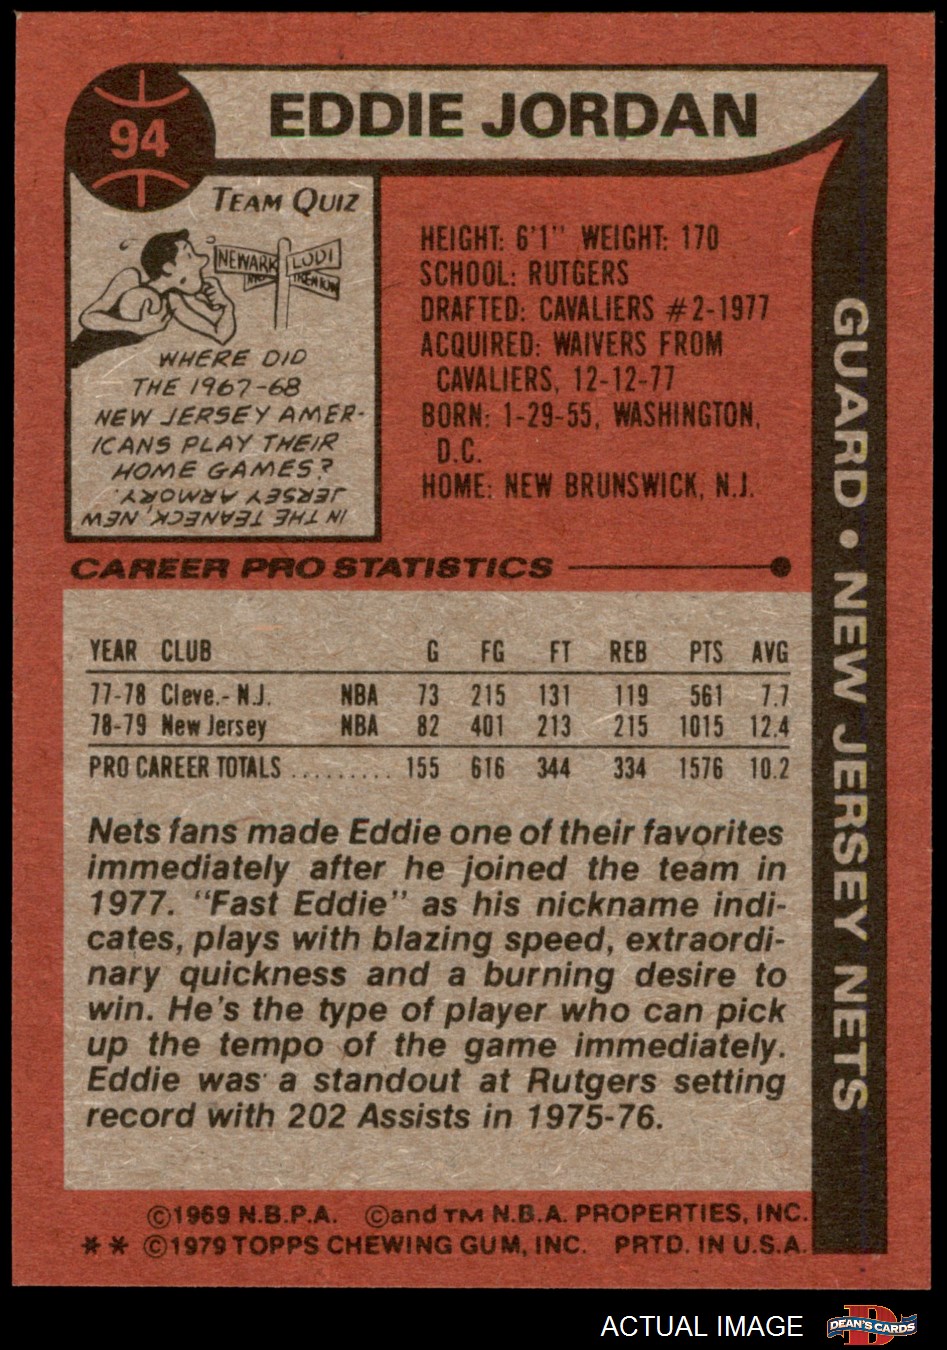 94
EDDIE JORDAN
TEAM QUIZ
NEWARK
LODI
TRENTON
WHERE DID
THE 1967-68
NEW JERSEY AMER-
ICANS PLAY THEIR
HOME GAMES?
IN THE TEANECK, NEW
JERSEY ARMORY.
HEIGHT: 6'1" WEIGHT: 170
SCHOOL: RUTGERS
DRAFTED: CAVALIERS #2-1977
ACQUIRED: WAIVERS FROM
CAVALIERS, 12-12-77
BORN: 1-29-55, WASHINGTON,
D.C.
HOME: NEW BRUNSWICK, N.J.
GUARD • NEW JERSEY NETS
CAREER PRO STATISTICS
YEAR CLUB G FG FT REB PTS AVG
77-78 Cleve.-N.J. NBA 73 215 131 119 561 7.7
78-79 New Jersey NBA 82 401 213 215 1015 12.4
PRO CAREER TOTALS ......... 155 616 344 334 1576 10.2
Nets fans made Eddie one of their favorites
immediately after he joined the team in
1977. "Fast Eddie" as his nickname indi-
cates, plays with blazing speed, extraordi-
nary quickness and a burning desire to
win. He's the type of player who can pick
up the tempo of the game immediately.
Eddie was a standout at Rutgers setting
record with 202 Assists in 1975-76.
©1969 N.B.P.A. ©and TM N.B.A. PROPERTIES, INC.
** ©1979 TOPPS CHEWING GUM, INC. PRTD. IN U.S.A.
ACTUAL IMAGE
DEAN'S CARDS